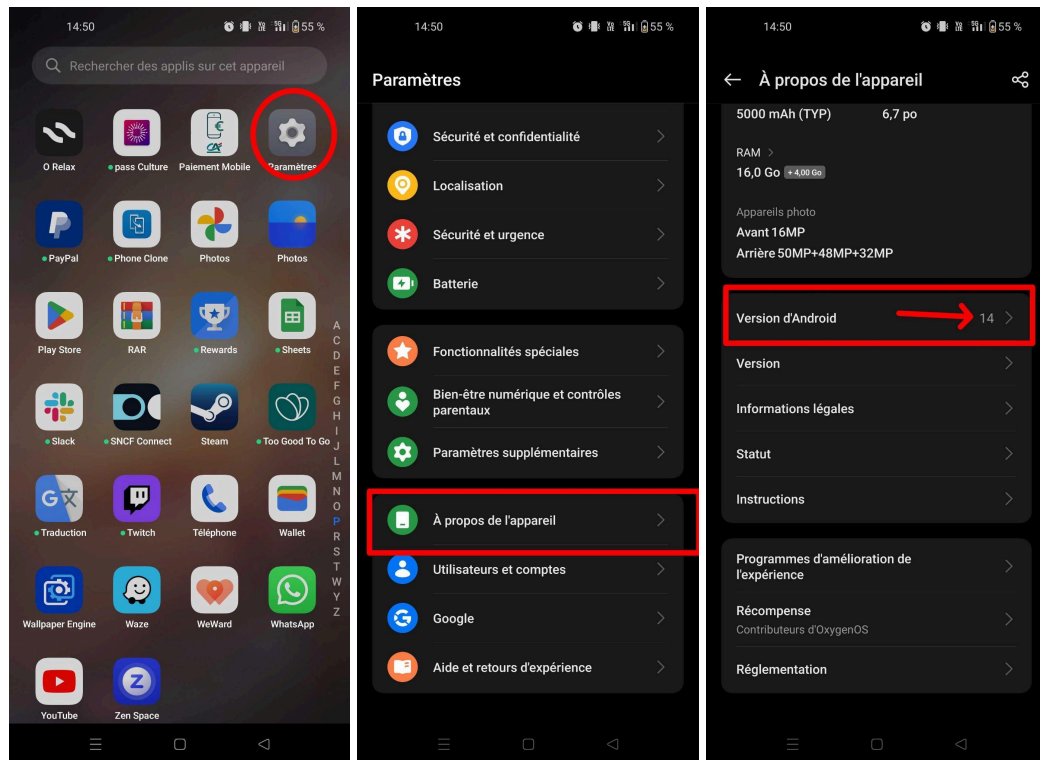 14:50
55 %
Rechercher des applis sur cet appareil
O Relax
pass Culture
Paiement Mobile
Paramètres
PayPal
Phone Clone
Photos
Photos
Play Store
RAR
Rewards
Sheets
Slack
SNCF Connect
Steam
Too Good To Go
Traduction
Twitch
Téléphone
Wallet
Wallpaper Engine
Waze
WeWard
WhatsApp
YouTube
Zen Space
A
C
D
E
F
G
H
I
J
L
M
N
O
P
R
S
T
W
Y
Z
14:50
55 %
Paramètres
Sécurité et confidentialité
Localisation
Sécurité et urgence
Batterie
Fonctionnalités spéciales
Bien-être numérique et contrôles
parentaux
Paramètres supplémentaires
À propos de l'appareil
Utilisateurs et comptes
Google
Aide et retours d'expérience
14:50
55 %
À propos de l'appareil
5000 mAh (TYP) 6,7 po
RAM
16,0 Go + 4,00 Go
Appareils photo
Avant 16MP
Arrière 50MP+48MP+32MP
Version d'Android 14
Version
Informations légales
Statut
Instructions
Programmes d'amélioration de
l'expérience
Récompense
Contributeurs d'OxygenOS
Réglementation